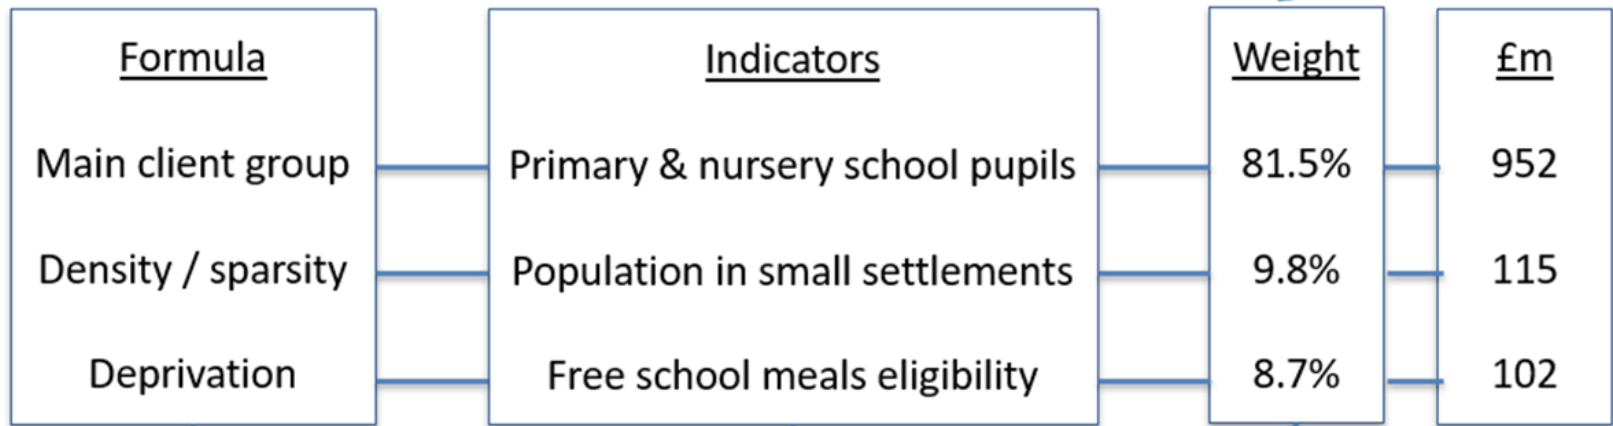 Formula Indicators Weight £m
Main client group Primary & nursery school pupils 81.5% 952
Density / sparsity Population in small settlements 9.8% 115
Deprivation Free school meals eligibility 8.7% 102